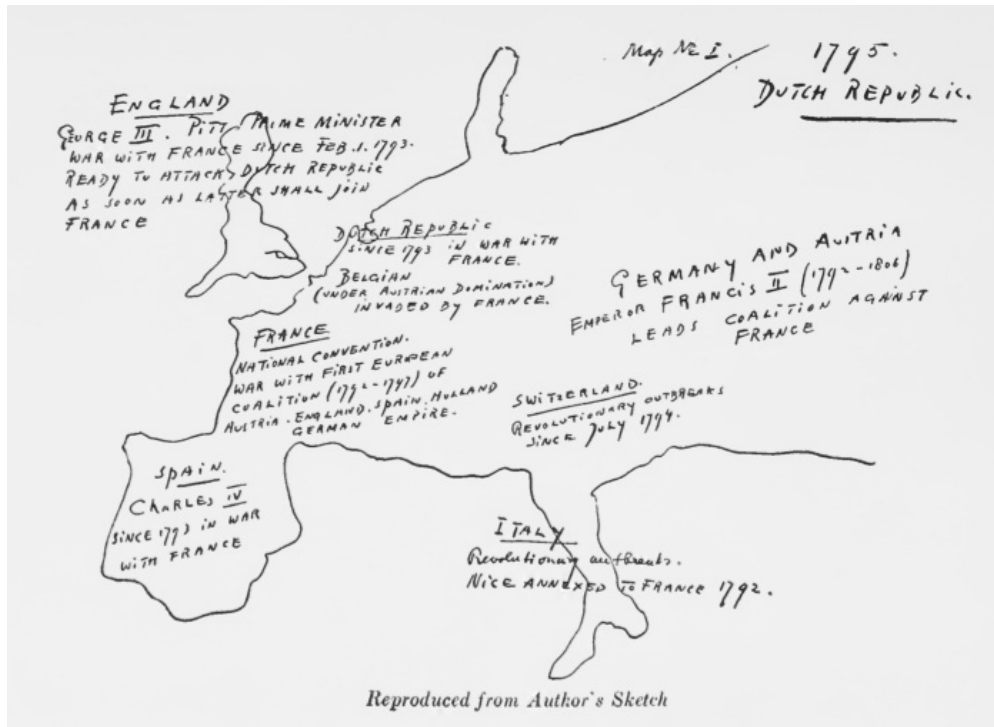 Map No I.
1795.
DUTCH REPUBLIC.
ENGLAND
GEORGE III. PITT PRIME MINISTER
WAR WITH FRANCE SINCE FEB. 1. 1793.
READY TO ATTACK DUTCH REPUBLIC
AS SOON AS LATTER SHALL JOIN
FRANCE
DUTCH REPUBLIC
SINCE 1793 IN WAR WITH
FRANCE.
BELGIAN
(UNDER AUSTRIAN DOMINATION)
INVADED BY FRANCE.
GERMANY AND AUITRIA
EMPEROR FRANCIS II (1792-1806)
LEADS COALITION AGAINST
FRANCE
FRANCE
NATIONAL CONVENTION.
WAR WITH FIRST EUROPEAN
COALITION (1792-1797) OF
AUSTRIA. ENGLAND. SPAIN. HOLLAND
GERMAN EMPIRE.
SWITZERLAND.
REVOLUTIONARY OUTBREAKS
SINCE JULY 1794.
SPAIN.
CHARLES IV
SINCE 1793 IN WAR
WITH FRANCE
ITALY
Revolutionary outbreaks.
NICE ANNEXED TO FRANCE 1792.
Reproduced from Author's Sketch